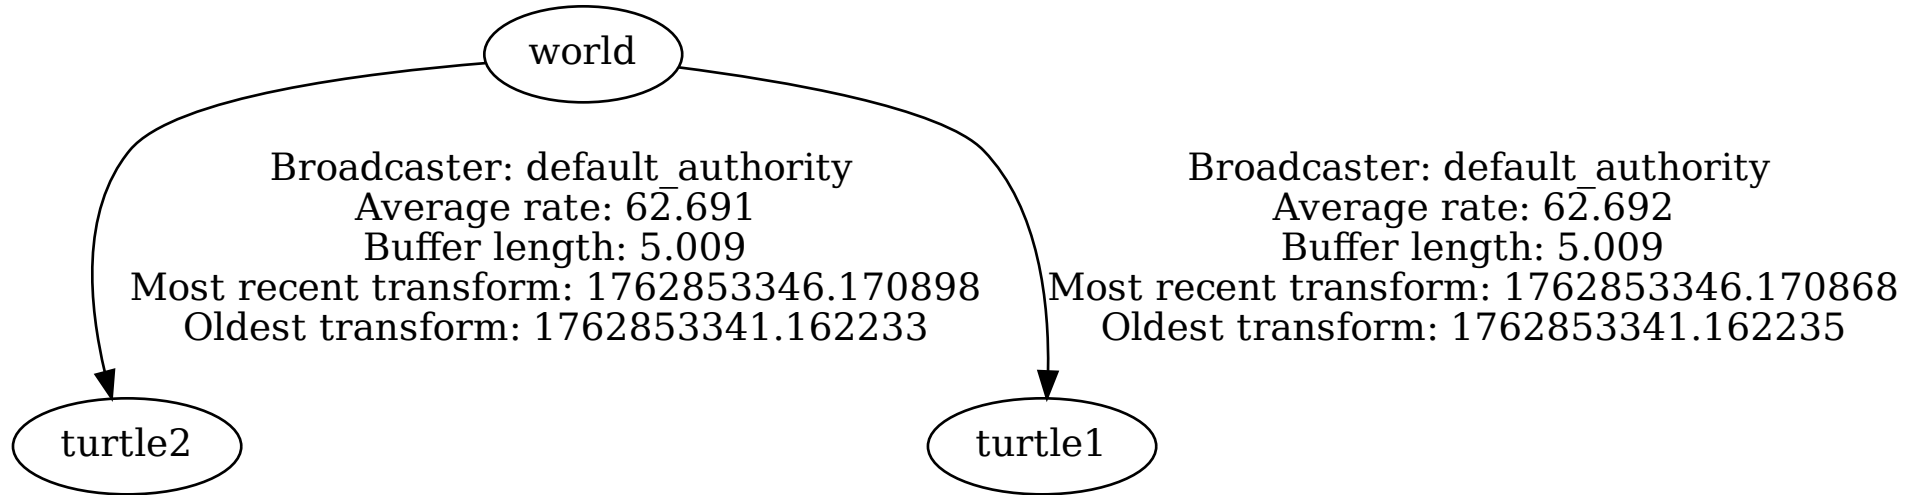 world
Broadcaster: default_authority
Average rate: 62.691
Buffer length: 5.009
Most recent transform: 1762853346.170898
Oldest transform: 1762853341.162233
Broadcaster: default_authority
Average rate: 62.692
Buffer length: 5.009
Most recent transform: 1762853346.170868
Oldest transform: 1762853341.162235
turtle2
turtle1